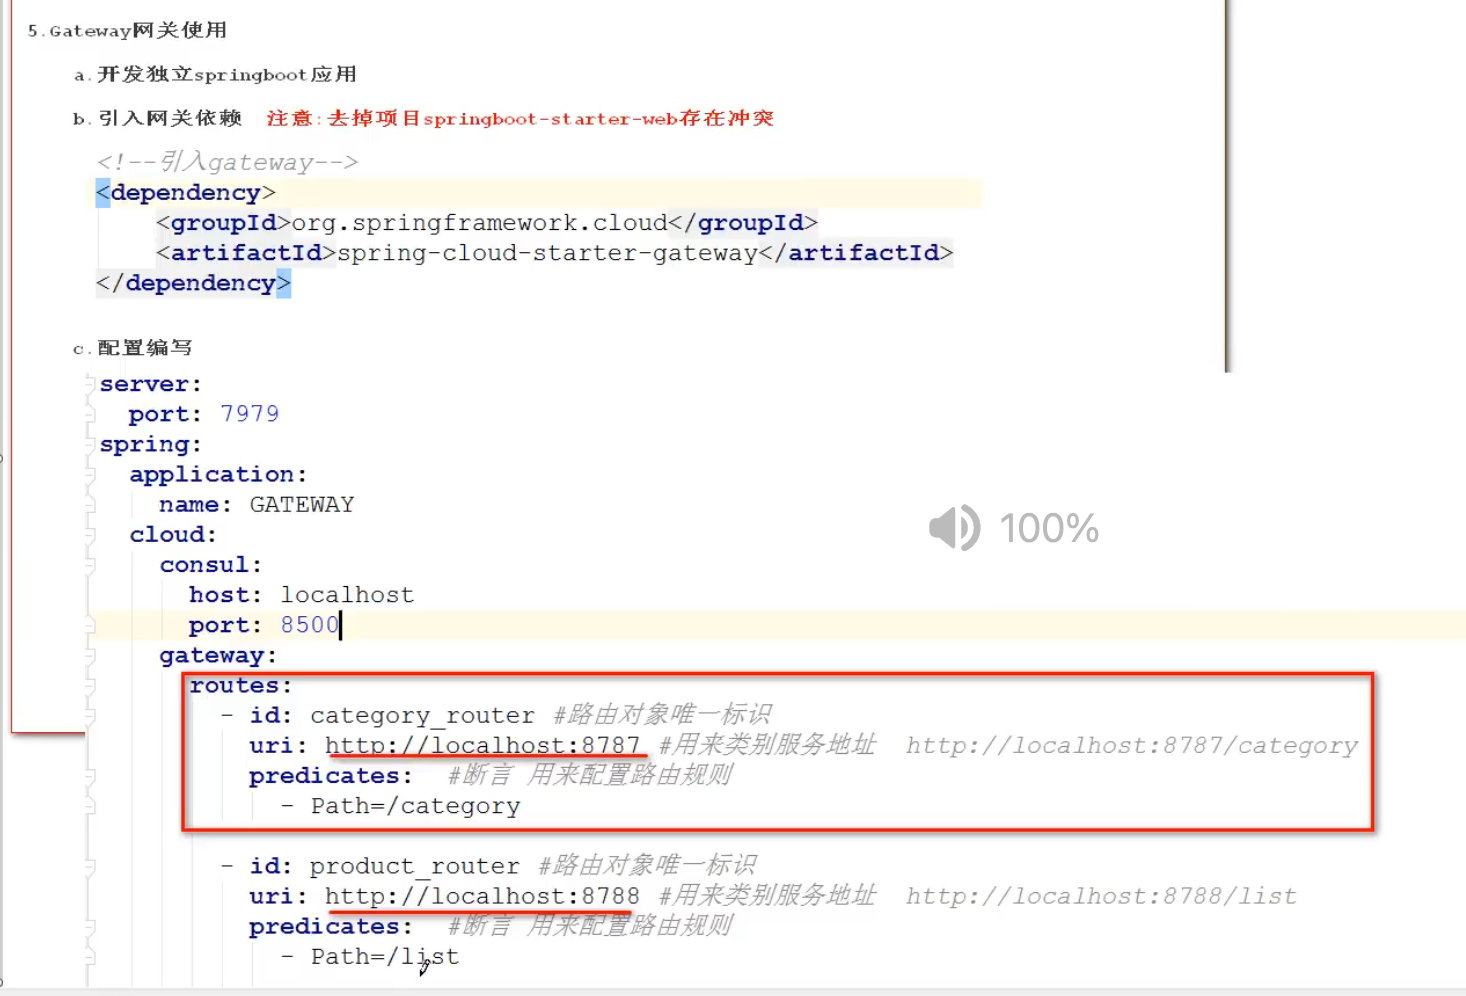 5.Gateway网关使用
a.开发独立springboot应用
b.引入网关依赖 注意:去掉项目springboot-starter-web存在冲突
<!--引入gateway-->
<dependency>
<groupId>org.springframework.cloud</groupId>
<artifactId>spring-cloud-starter-gateway</artifactId>
</dependency>
c.配置编写
server:
port: 7979
spring:
application:
name: GATEWAY
cloud:
consul:
host: localhost
port: 8500
gateway:
routes:
- id: category_router #路由对象唯一标识
uri: http://localhost:8787 #用来类别服务地址 http://localhost:8787/category
predicates: #断言 用来配置路由规则
- Path=/category
- id: product_router #路由对象唯一标识
uri: http://localhost:8788 #用来类别服务地址 http://localhost:8788/list
predicates: #断言 用来配置路由规则
- Path=/list
100%